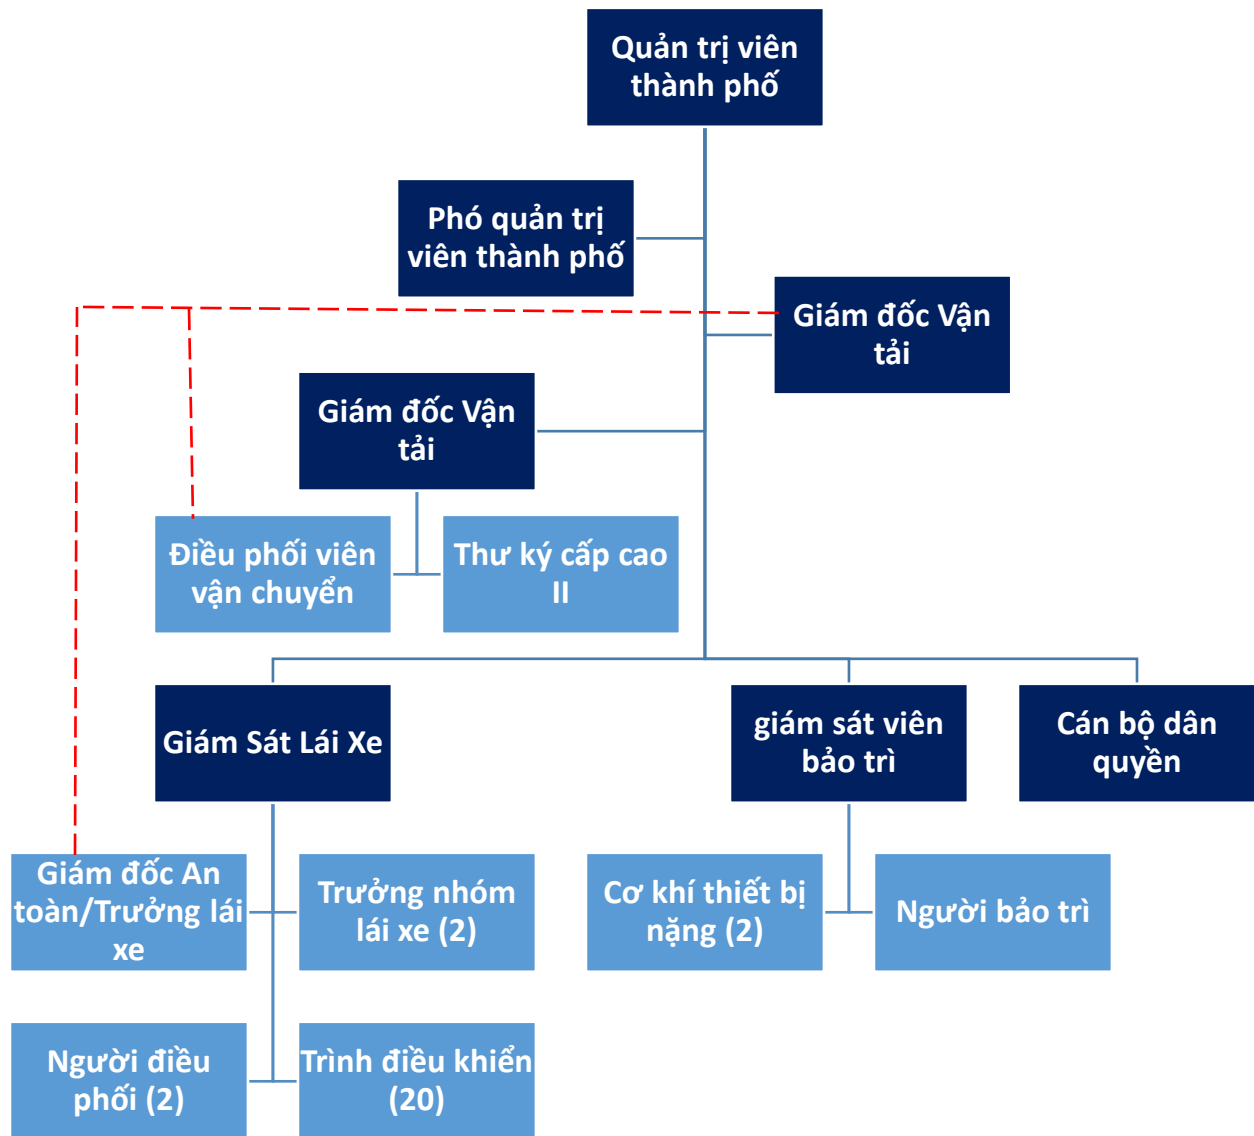 Quản trị viên
thành phố
Phó quản trị
viên thành phố
Giám đốc Vận
tải
Giám đốc Vận
tải
Điều phối viên
vận chuyển
Thư ký cấp cao
II
Giám Sát Lái Xe
giám sát viên
bảo trì
Cán bộ dân
quyền
Giám đốc An
toàn/Trưởng lái
xe
Trưởng nhóm
lái xe (2)
Cơ khí thiết bị
nặng (2)
Người bảo trì
Người điều
phối (2)
Trình điều khiển
(20)